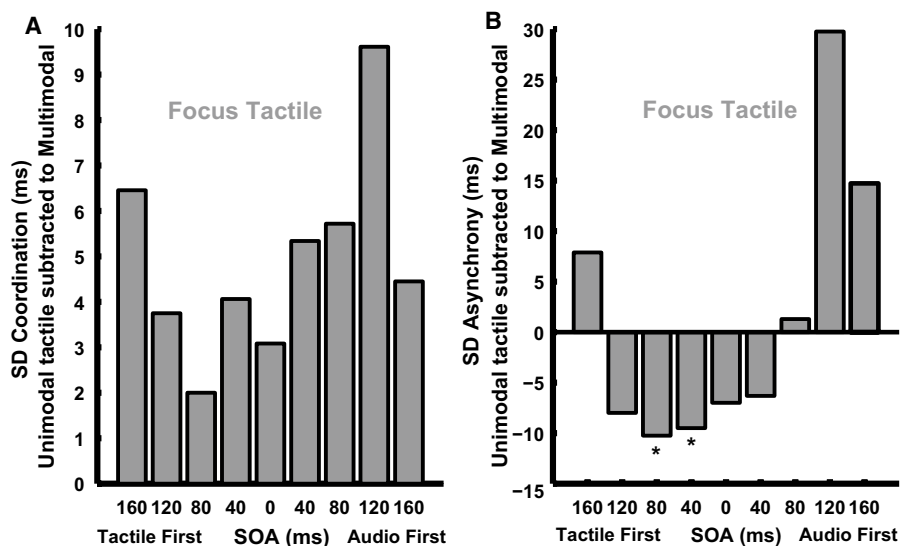 A
SD Coordination (ms)
Unimodal tactile subtracted to Multimodal
10
9
8
7
6
5
4
3
2
1
0
Focus Tactile
160 120 80 40 0 40 80 120 160
Tactile First SOA (ms) Audio First
B
SD Asynchrony (ms)
Unimodal tactile subtracted to Multimodal
30
25
20
15
10
5
0
−5
−10
−15
Focus Tactile
* *
160 120 80 40 0 40 80 120 160
Tactile First SOA (ms) Audio First